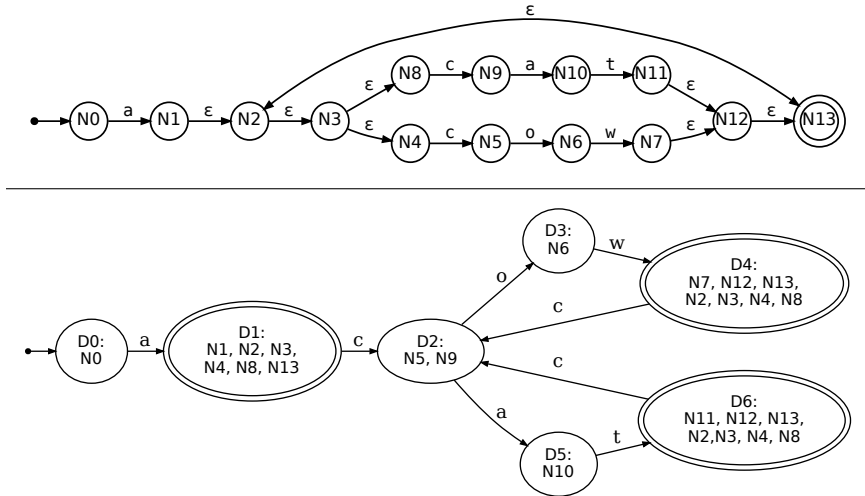 ε
N8 c N9 a N10 t N11
ε ε
N0 a N1 ε N2 ε N3 N12 ε N13
ε ε
N4 c N5 o N6 w N7
D3:
N6
w
D4:
N7, N12, N13,
N2, N3, N4, N8
o
c
D0:
N0
a
D1:
N1, N2, N3,
N4, N8, N13
c
D2:
N5, N9
c
a
D6:
N11, N12, N13,
N2,N3, N4, N8
t
D5:
N10